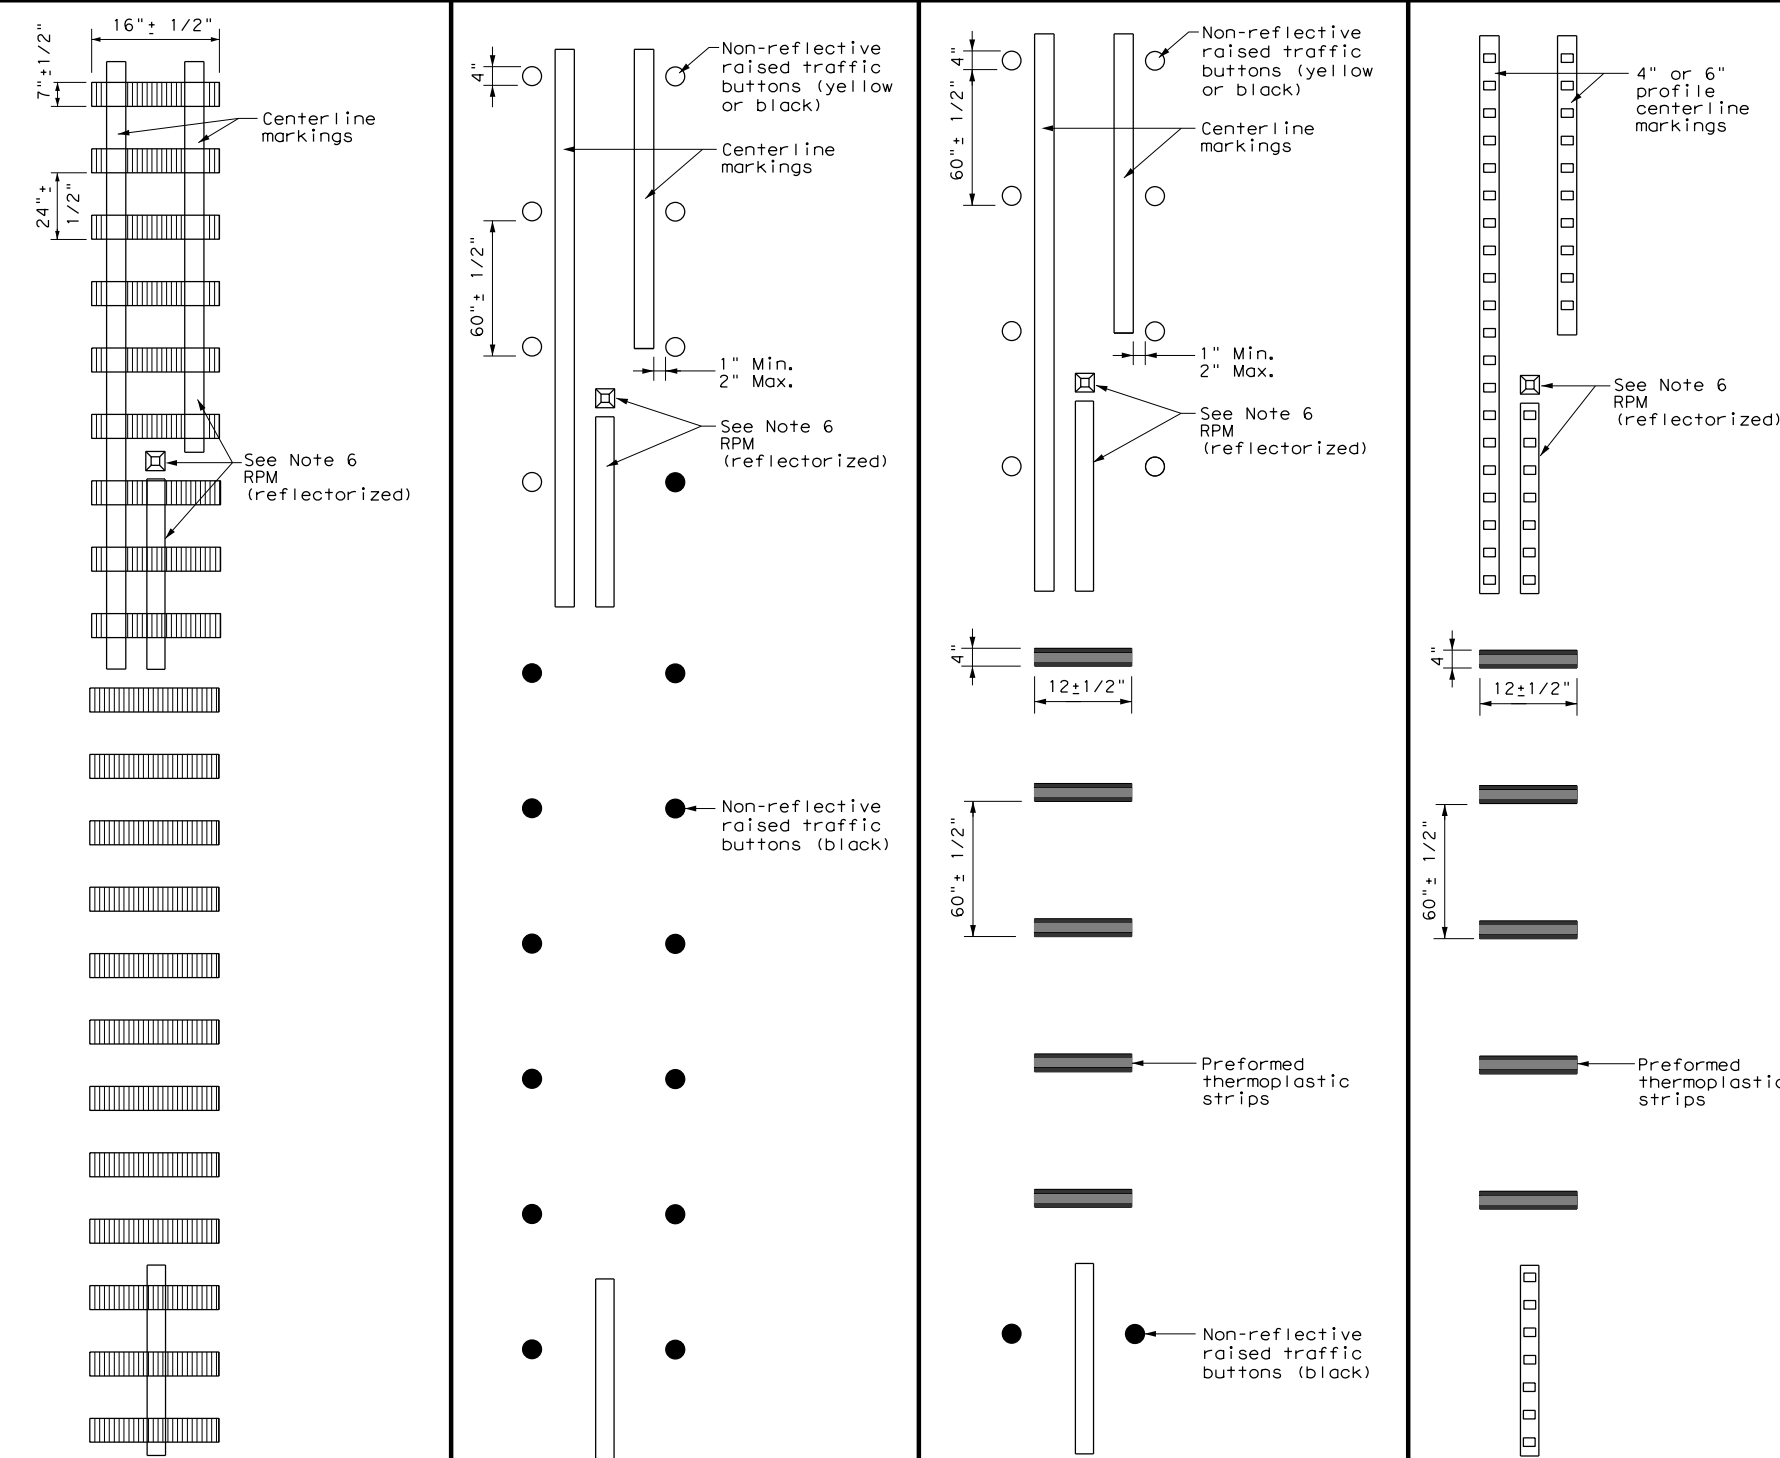 16"± 1/2"
7"±1/2"
Centerline
markings
24"±
1/2"
See Note 6
RPM
(reflectorized)
4"
Non-reflective
raised traffic
buttons (yellow
or black)
Centerline
markings
60"± 1/2"
1" Min.
2" Max.
See Note 6
RPM
(reflectorized)
Non-reflective
raised traffic
buttons (black)
4"
Non-reflective
raised traffic
buttons (yellow
or black)
60"± 1/2"
Centerline
markings
1" Min.
2" Max.
See Note 6
RPM
(reflectorized)
4"
12±1/2"
60"± 1/2"
Preformed
thermoplastic
strips
Non-reflective
raised traffic
buttons (black)
4" or 6"
profile
centerline
markings
See Note 6
RPM
(reflectorized)
4"
12±1/2"
60"± 1/2"
Preformed
thermoplastic
strips